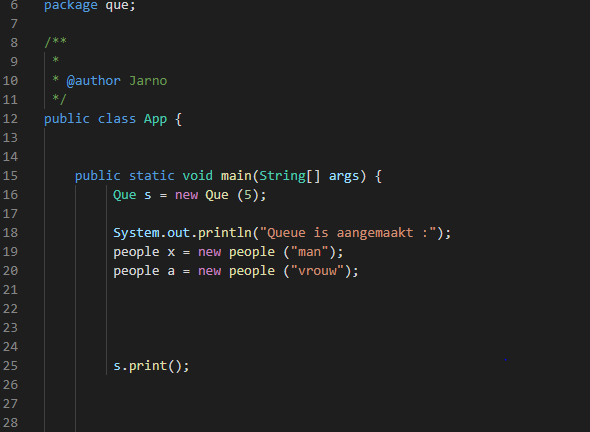 6 package que;
7
8 /**
9 *
10 * @author Jarno
11 */
12 public class App {
13
14
15 public static void main(String[] args) {
16 Que s = new Que (5);
17
18 System.out.println("Queue is aangemaakt :");
19 people x = new people ("man");
20 people a = new people ("vrouw");
21
22
23
24
25 s.print();
26
27
28